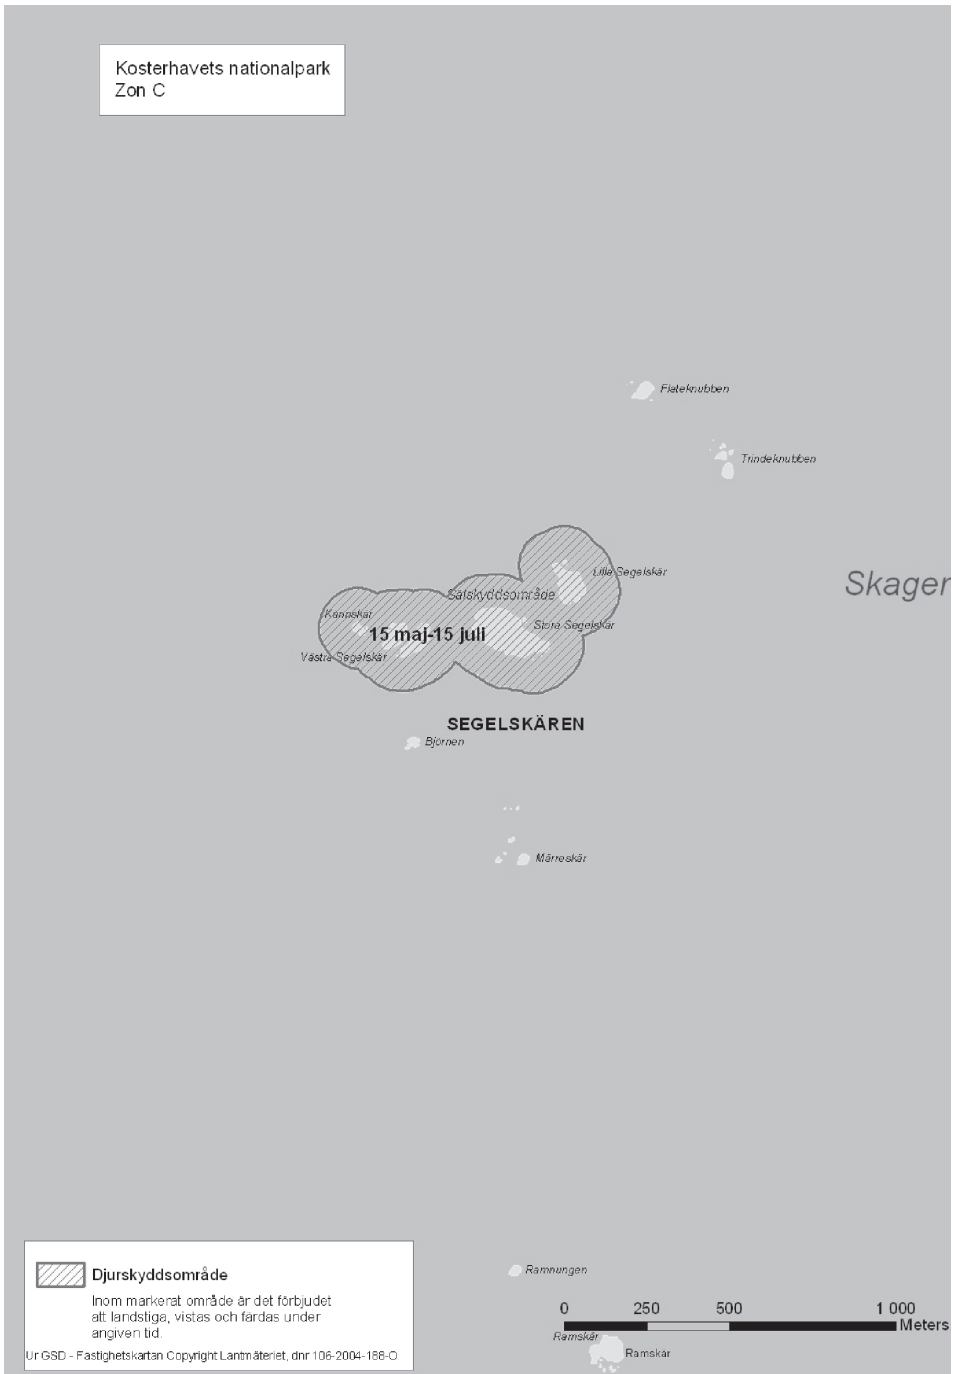 Kosterhavets nationalpark
Zon C
Flateknubben
Trindeknubben
Lilla Segelskär
Skager
Sälskyddsområde
Kannskär
Stora Segelskär
15 maj-15 juli
Västra Segelskär
SEGELSKÄREN
Björnen
Märreskär
Ramnungen
Djurskyddsområde
Inom markerat område är det förbjudet
att landstiga, vistas och färdas under
angiven tid.
Ur GSD - Fastighetskartan Copyright Lantmäteriet, dnr 106-2004-188-O
0 250 500 1 000
Meters
Ramskär
Ramskär